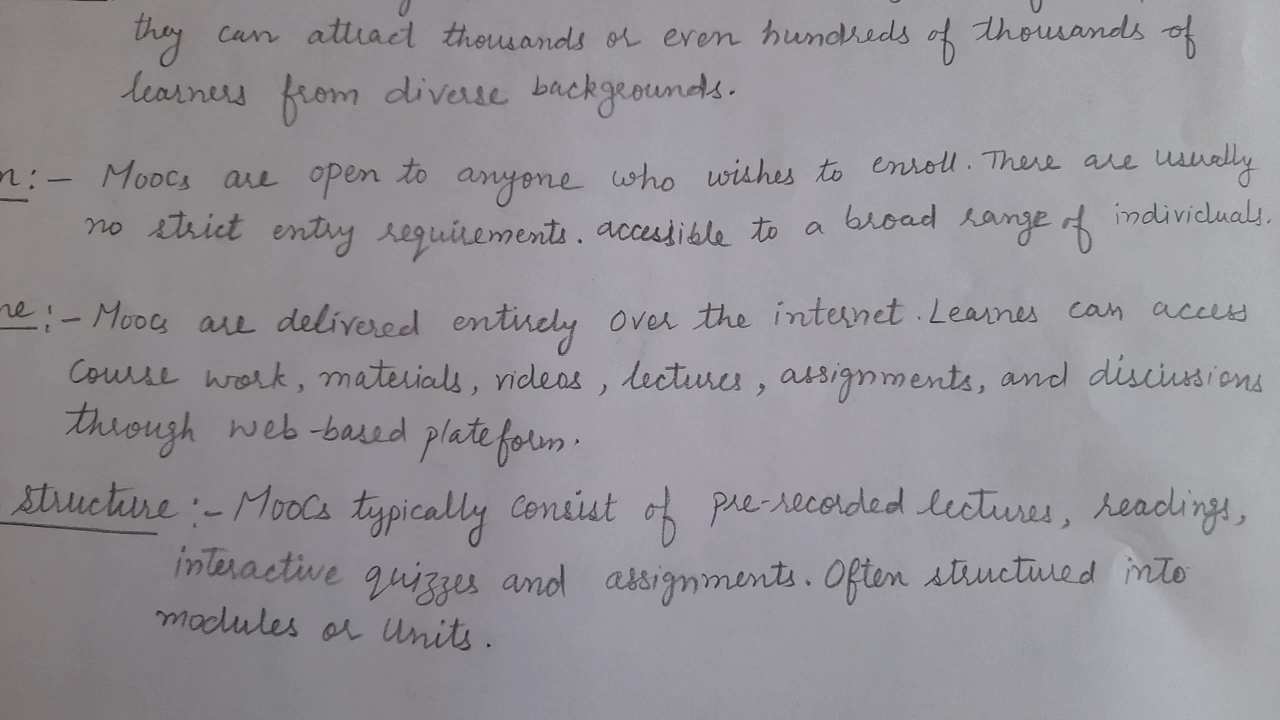 they can attract thousands or even hundreds of thousands of
learners from diverse backgrounds.
n:- MOOCs are open to anyone who wishes to enroll. There are usually
no strict entry requirements. accessible to a broad range of individuals.
ne:- MOOCs are delivered entirely over the internet. Learnes can access
course work, materials, videos, lectures, assignments, and discussions
through web-based plateform.
structure:- MOOCs typically consist of pre-recorded lectures, readings,
interactive quizzes and assignments. Often structured into
modules or Units.